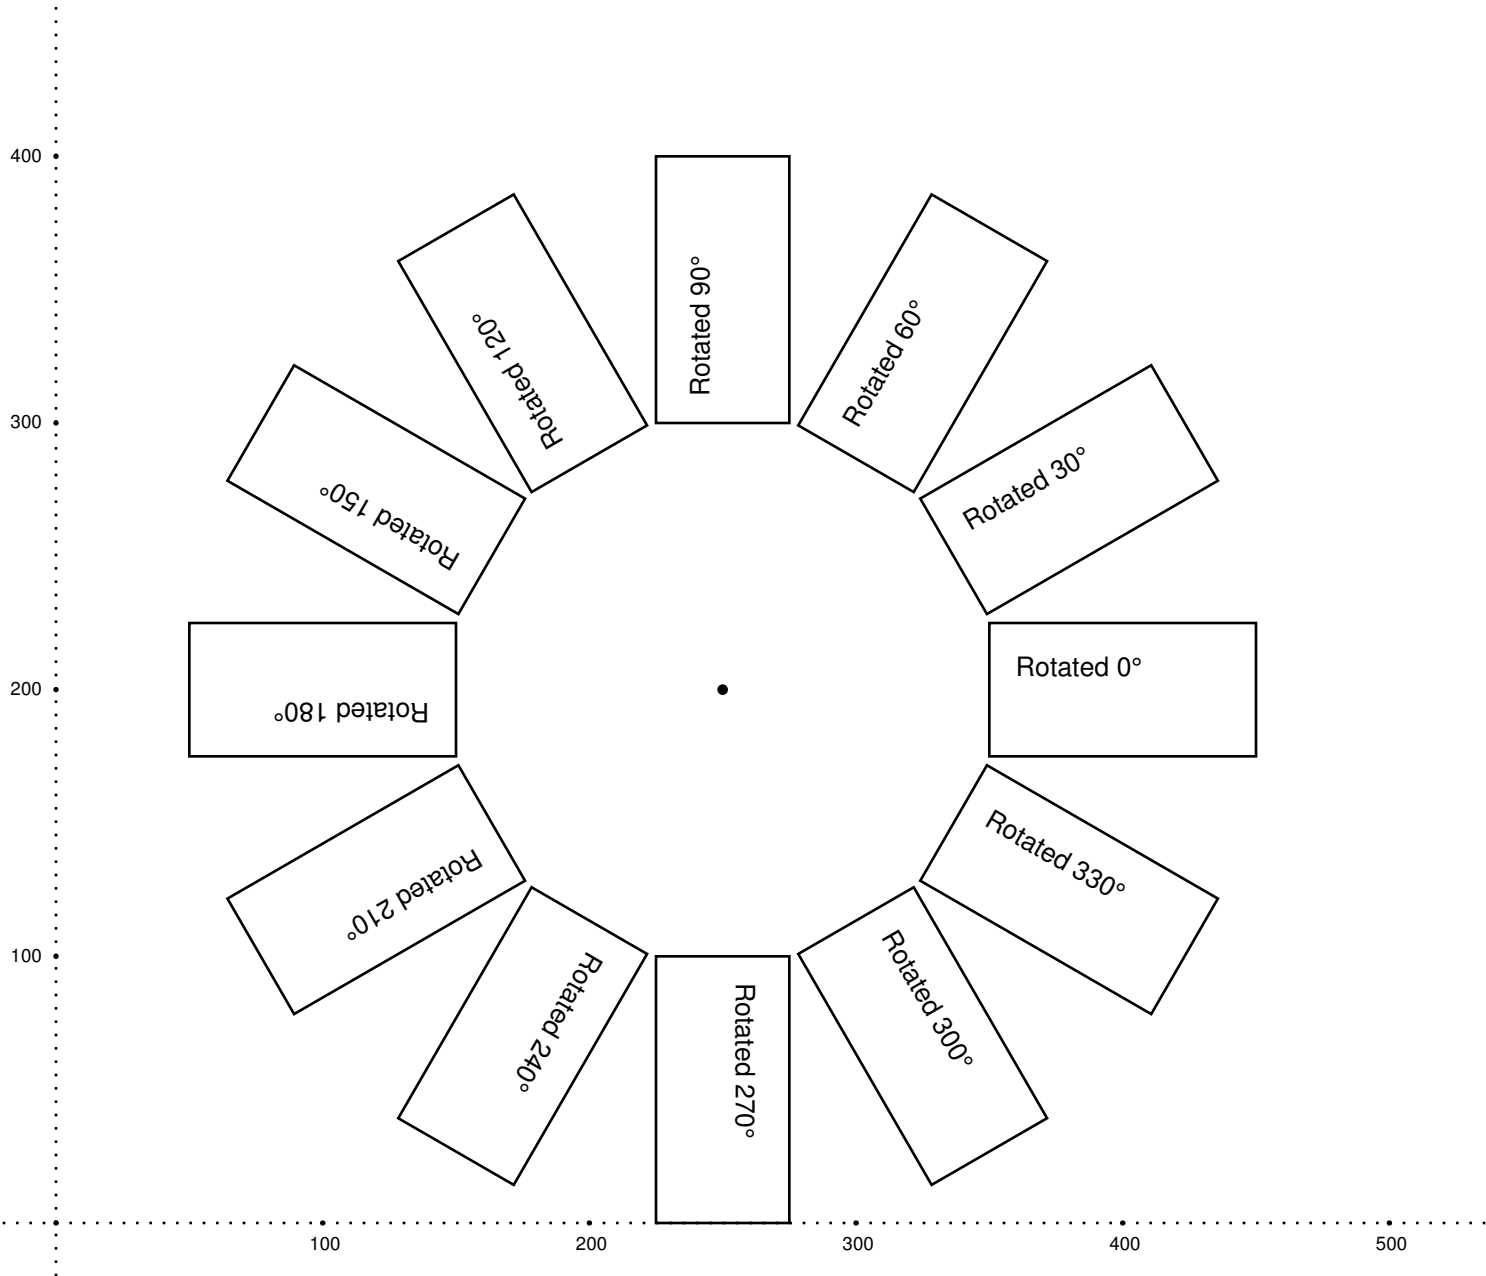 400
Rotated 90°
Rotated 120°
Rotated 60°
300
Rotated 150°
Rotated 30°
200
Rotated 180°
Rotated 0°
Rotated 210°
Rotated 330°
100
Rotated 240°
Rotated 270°
Rotated 300°
100 200 300 400 500